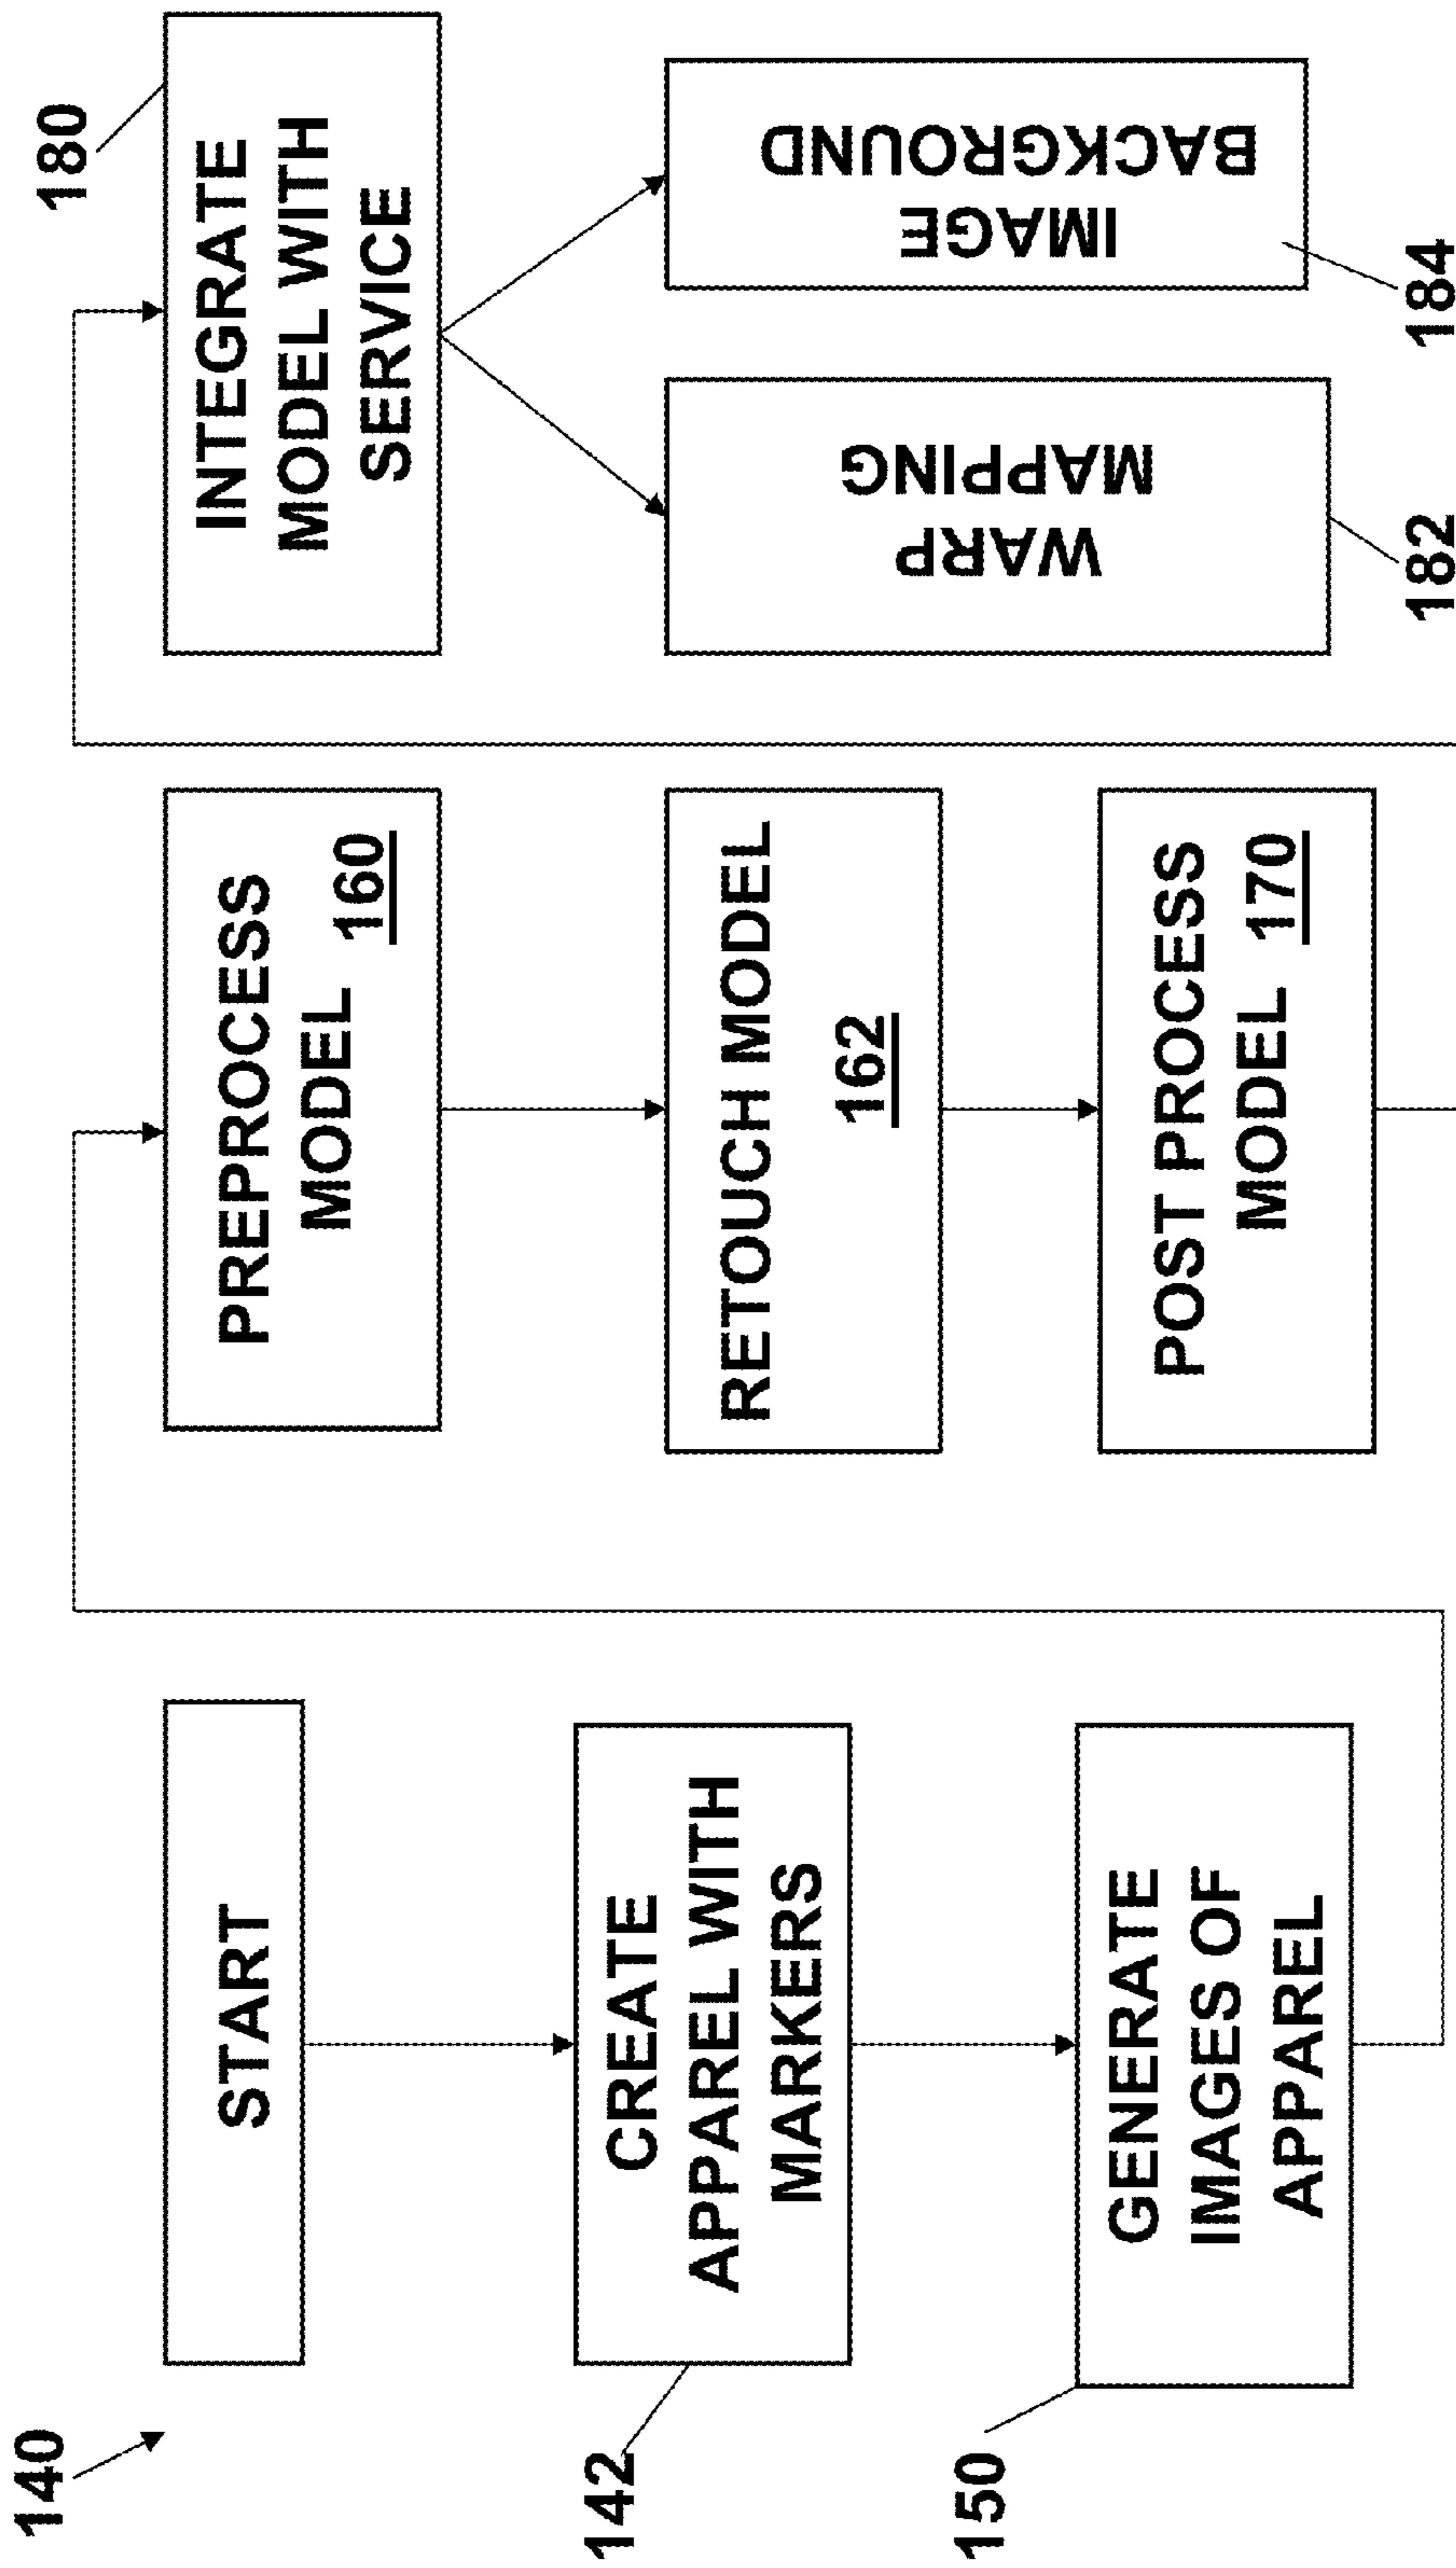 140
START
CREATE
APPAREL WITH
MARKERS
142
GENERATE
IMAGES OF
APPAREL
150
PREPROCESS
MODEL 160
RETOUCH MODEL
162
POST PROCESS
MODEL 170
180
INTEGRATE
MODEL WITH
SERVICE
WARP
MAPPING
182
IMAGE
BACKGROUND
184